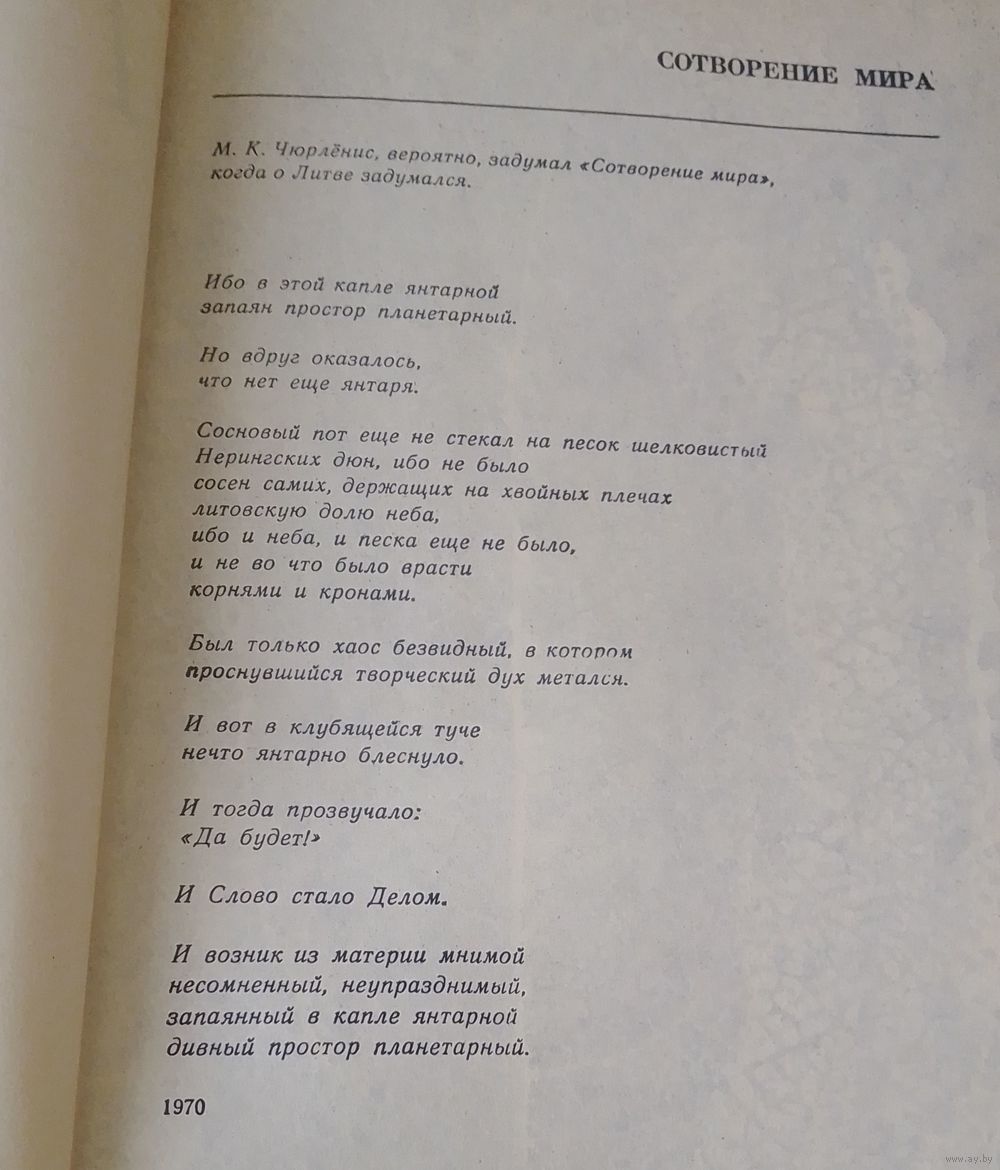 СОТВОРЕНИЕ МИРА
М. К. Чюрлёнис, вероятно, задумал «Сотворение мира»,
когда о Литве задумался.
Ибо в этой капле янтарной
запаян простор планетарный.
Но вдруг оказалось,
что нет еще янтаря.
Сосновый пот еще не стекал на песок шелковистый
Нерингских дюн, ибо не было
сосен самих, держащих на хвойных плечах
литовскую долю неба,
ибо и неба, и песка еще не было,
и не во что было врасти
корнями и кронами.
Был только хаос безвидный, в котором
проснувшийся творческий дух метался.
И вот в клубящейся туче
нечто янтарно блеснуло.
И тогда прозвучало:
«Да будет!»
И Слово стало Делом.
И возник из материи мнимой
несомненный, неупразднимый,
запаянный в капле янтарной
дивный простор планетарный.
1970
www.ay.by